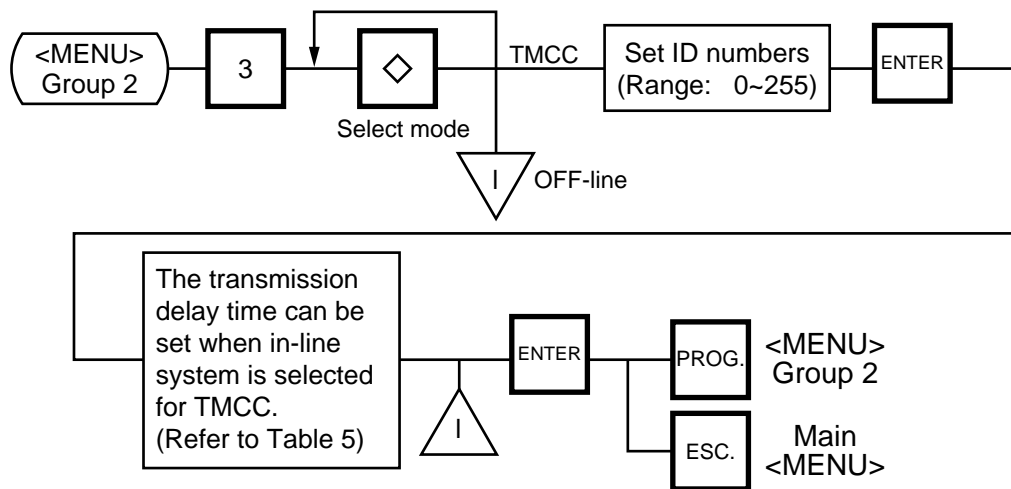 <MENU>
Group 2
3
Select mode
TMCC
Set ID numbers
(Range: 0~255)
ENTER
I
OFF-line
The transmission
delay time can be
set when in-line
system is selected
for TMCC.
(Refer to Table 5)
I
ENTER
PROG.
<MENU>
Group 2
ESC.
Main
<MENU>